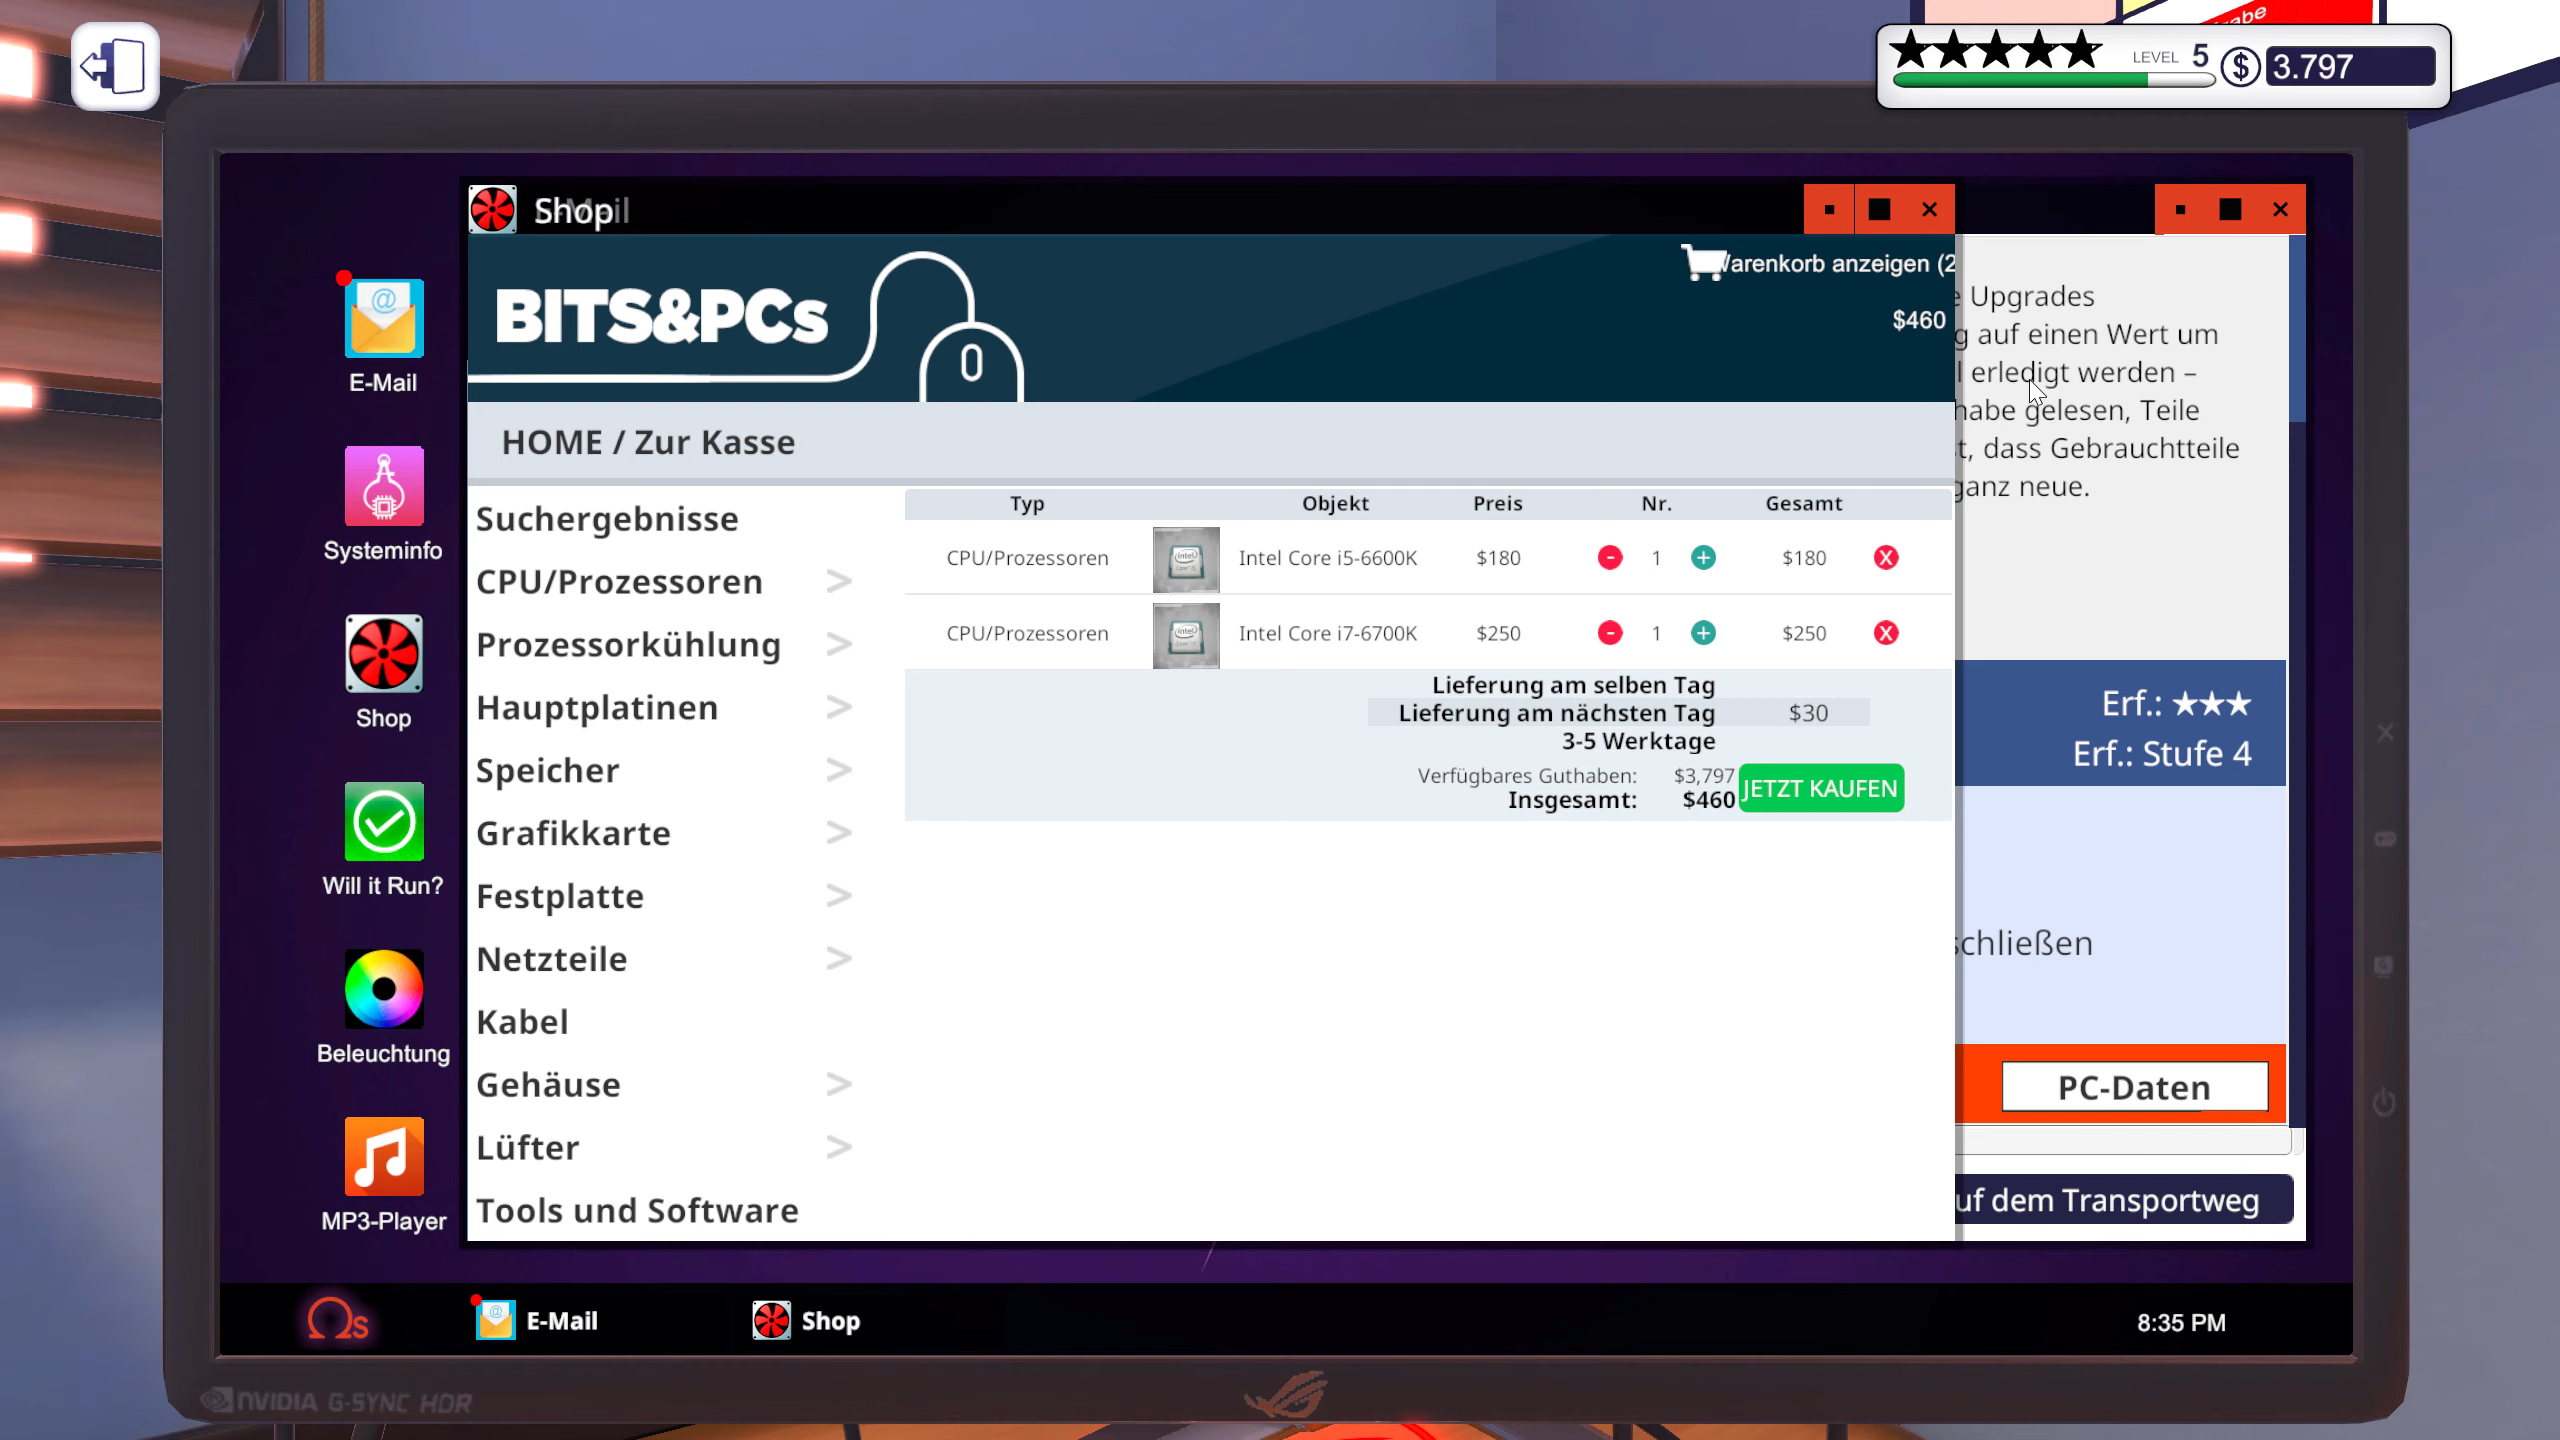 abe
LEVEL 5 $ 3.797
Shop
BITS&PCs
arenkorb anzeigen (2
$460
HOME / Zur Kasse
Suchergebnisse
CPU/Prozessoren >
Prozessorkühlung >
Hauptplatinen >
Speicher >
Grafikkarte >
Festplatte >
Netzteile >
Kabel
Gehäuse >
Lüfter >
Tools und Software
Typ Objekt Preis Nr. Gesamt
CPU/Prozessoren Intel Core i5-6600K $180 - 1 + $180 X
CPU/Prozessoren Intel Core i7-6700K $250 - 1 + $250 X
Lieferung am selben Tag
Lieferung am nächsten Tag $30
3-5 Werktage
Verfügbares Guthaben: $3,797
Insgesamt: $460
JETZT KAUFEN
Upgrades
g auf einen Wert um
l erledigt werden –
habe gelesen, Teile
t, dass Gebrauchtteile
ganz neue.
Erf.: ★★★
Erf.: Stufe 4
schließen
PC-Daten
uf dem Transportweg
E-Mail
Systeminfo
Shop
Will it Run?
Beleuchtung
MP3-Player
Ωs
E-Mail
Shop
8:35 PM
NVIDIA G-SYNC HDR